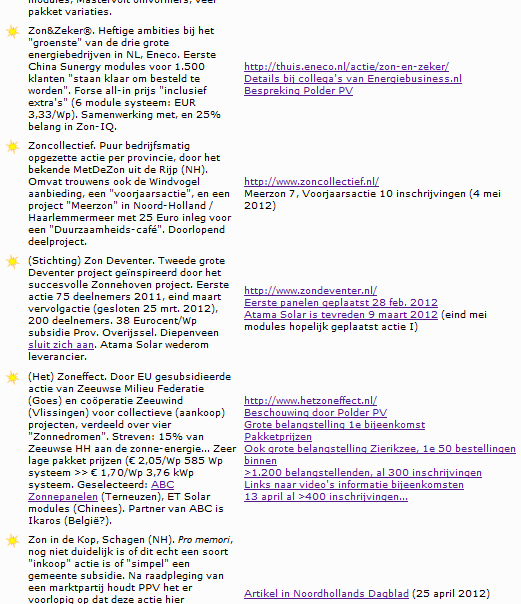 modules, Mastervolt omvormers, veel
pakket variaties.
Zon&Zeker®. Heftige ambities bij het
"groenste" van de drie grote
energiebedrijven in NL, Eneco. Eerste
China Sunergy modules voor 1.500
klanten "staan klaar om besteld te
worden". Forse all-in prijs "inclusief
extra's" (6 module systeem: EUR
3,33/Wp). Samenwerking met, en 25%
belang in Zon-IQ.
http://thuis.eneco.nl/actie/zon-en-zeker/
Details bij collega's van Energiebusiness.nl
Bespreking Polder PV
Zoncollectief. Puur bedrijfsmatig
opgezette actie per provincie, door het
bekende MetDeZon uit de Rijp (NH).
Omvat trouwens ook de Windvogel
aanbieding, een "voorjaarsactie", en een
project "Meerzon" in Noord-Holland /
Haarlemmermeer met 25 Euro inleg voor
een "Duurzaamheids-café". Doorlopend
deelproject.
http://www.zoncollectief.nl/
Meerzon 7, Voorjaarsactie 10 inschrijvingen (4 mei
2012)
(Stichting) Zon Deventer. Tweede grote
Deventer project geïnspireerd door het
succesvolle Zonnehoven project. Eerste
actie 75 deelnemers 2011, eind maart
vervolgactie (gesloten 25 mrt. 2012),
200 deelnemers. 38 Eurocent/Wp
subsidie Prov. Overijssel. Diepenveen
sluit zich aan. Atama Solar wederom
leverancier.
http://www.zondeventer.nl/
Eerste panelen geplaatst 28 feb. 2012
Atama Solar is tevreden 9 maart 2012 (eind mei
modules hopelijk geplaatst actie I)
(Het) Zoneffect. Door EU gesubsidieerde
actie van Zeeuwse Milieu Federatie
(Goes) en coöperatie Zeeuwind
(Vlissingen) voor collectieve (aankoop)
projecten, verdeeld over vier
"Zonnedromen". Streven: 15% van
Zeeuwse HH aan de zonne-energie... Zeer
lage pakket prijzen (€ 2,05/Wp 585 Wp
systeem >> € 1,70/Wp 3,76 kWp
systeem. Geselecteerd: ABC
Zonnepanelen (Terneuzen), ET Solar
modules (Chinees). Partner van ABC is
Ikaros (België?).
http://www.hetzoneffect.nl/
Beschouwing door Polder PV
Grote belangstelling 1e bijeenkomst
Pakketprijzen
Ook grote belangstelling Zierikzee, 1e 50 bestellingen
binnen
>1.200 belangstellenden, al 300 inschrijvingen
Links naar video's informatie bijeenkomsten
13 april al >400 inschrijvingen...
Zon in de Kop, Schagen (NH). Pro memori,
nog niet duidelijk is of dit echt een soort
"inkoop" actie is of "simpel" een
gemeente subsidie. Na raadpleging van
een marktpartij houdt PPV het er
voorlopig op dat deze actie hier
Artikel in Noordhollands Dagblad (25 april 2012)